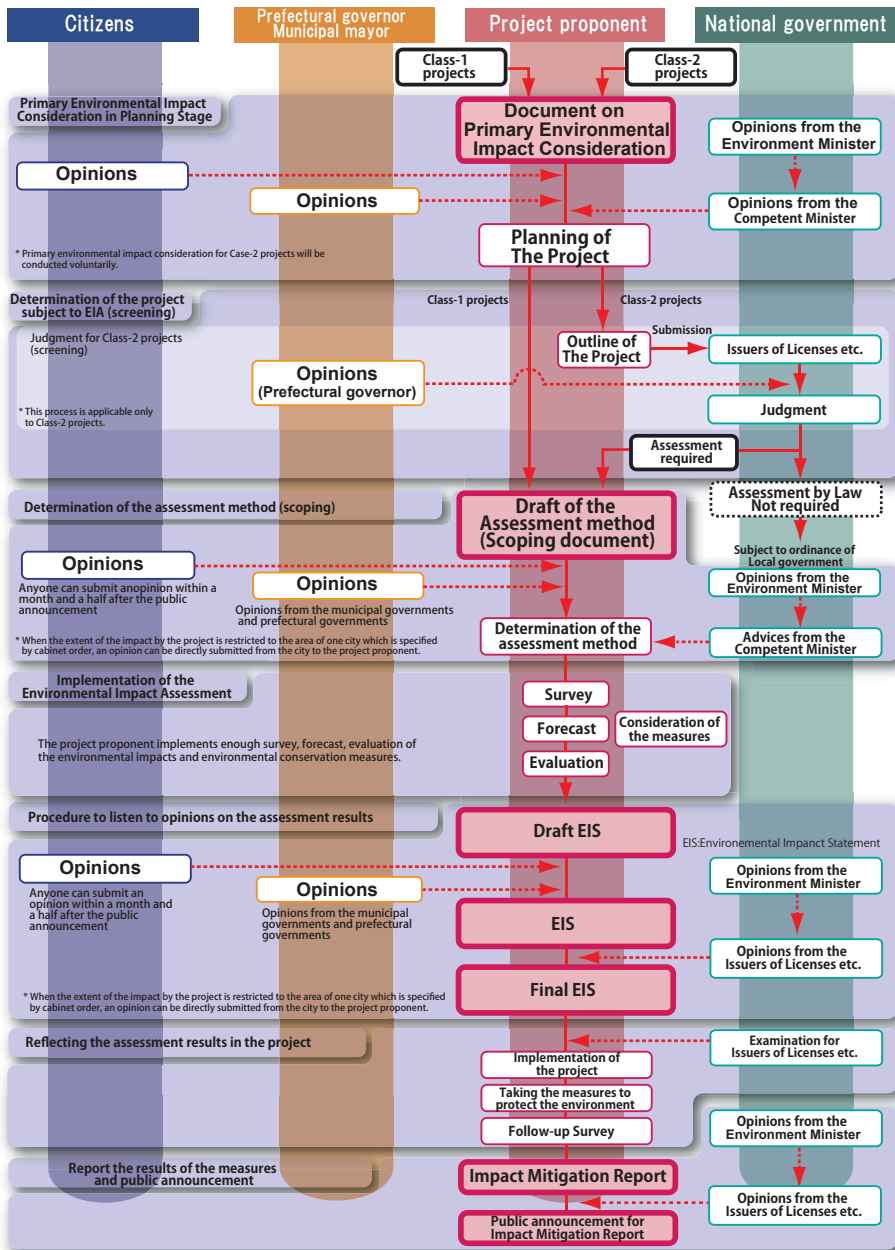 Citizens
Prefectural governor
Municipal mayor
Project proponent
National government
Class-1
projects
Class-2
projects
Primary Environmental Impact
Consideration in Planning Stage
Document on
Primary Environmental
Impact Consideration
Opinions from the
Environment Minister
Opinions
Opinions
Opinions from the
Competent Minister
Planning of
The Project
* Primary environmental impact consideration for Case-2 projects will be
conducted voluntarily.
Determination of the project
subject to EIA (screening)
Class-1 projects
Class-2 projects
Judgment for Class-2 projects
(screening)
Outline of
The Project
Submission
Issuers of Licenses etc.
Opinions
(Prefectural governor)
Judgment
* This process is applicable only
to Class-2 projects.
Assessment
required
Determination of the assessment method (scoping)
Draft of the
Assessment method
(Scoping document)
Assessment by Law
Not required
Subject to ordinance of
Local government
Opinions
Anyone can submit anopinion within a
month and a half after the public
announcement
Opinions
Opinions from the municipal governments
and prefectural governments
Opinions from the
Environment Minister
* When the extent of the impact by the project is restricted to the area of one city which is specified
by cabinet order, an opinion can be directly submitted from the city to the project proponent.
Determination of the
assessment method
Advices from the
Competent Minister
Implementation of the
Environmental Impact Assessment
Survey
Forecast
Consideration of
the measures
Evaluation
The project proponent implements enough survey, forecast, evaluation of
the environmental impacts and environmental conservation measures.
Procedure to listen to opinions on the assessment results
Draft EIS
EIS:Environemental Impanct Statement
Opinions
Anyone can submit an
opinion within a month and
a half after the public
announcement
Opinions
Opinions from the municipal
governments and prefectural
governments
Opinions from the
Environment Minister
EIS
Opinions from the
Issuers of Licenses etc.
Final EIS
* When the extent of the impact by the project is restricted to the area of one city which is specified
by cabinet order, an opinion can be directly submitted from the city to the project proponent.
Reflecting the assessment results in the project
Examination for
Issuers of Licenses etc.
Implementation of
the project
Taking the measures to
protect the environment
Follow-up Survey
Opinions from the
Environment Minister
Report the results of the measures
and public announcement
Impact Mitigation Report
Opinions from the
Issuers of Licenses etc.
Public announcement for
Impact Mitigation Report